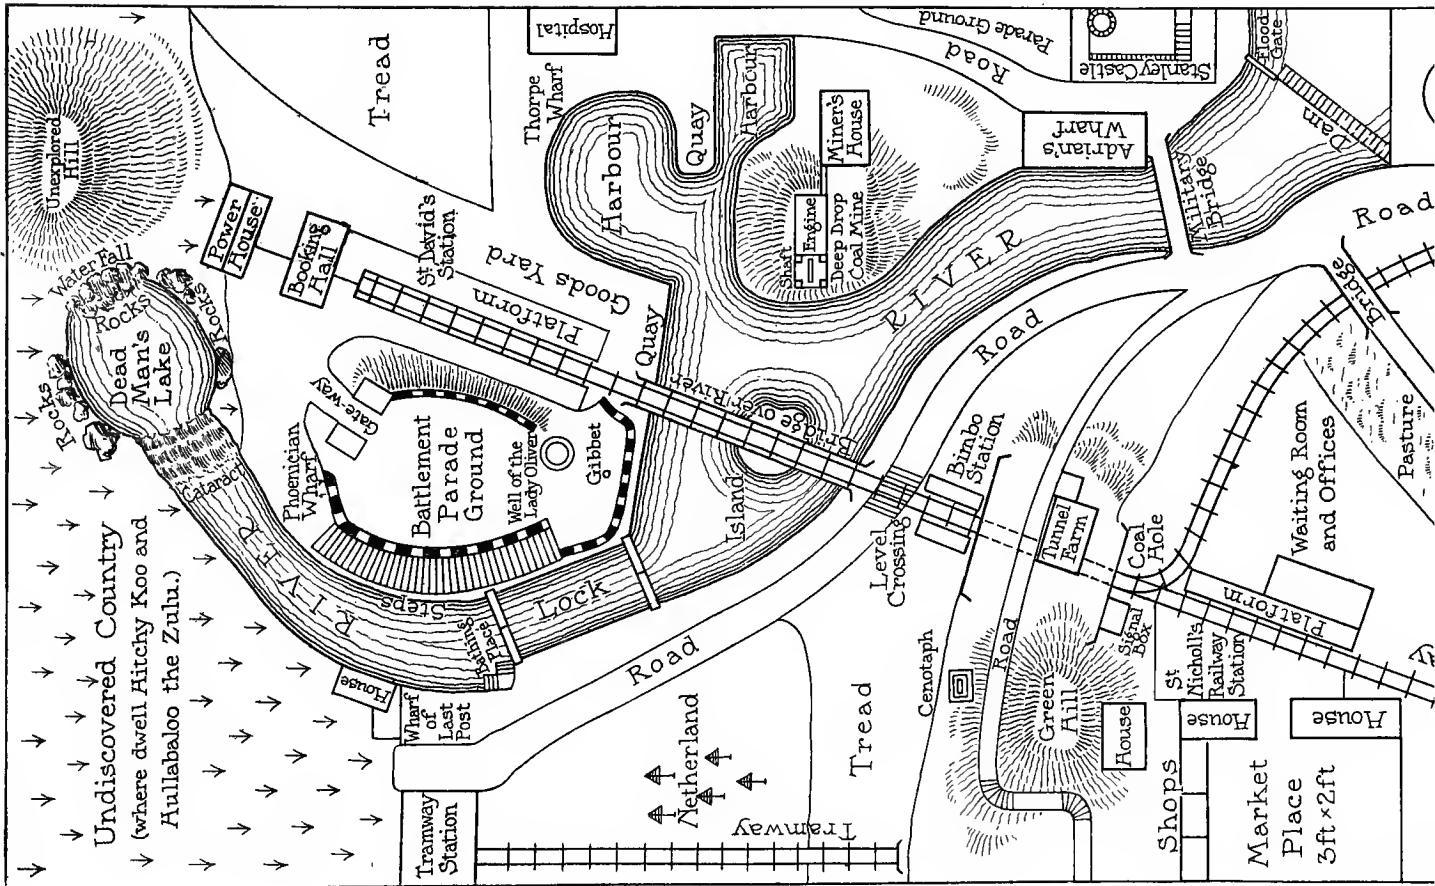 Unexplored
Hill
Tread
Hospital
Thorpe
Wharf
Harbour
Quay
Harbour
Miner's
House
Road
Parade Ground
Stanley Castle
Flood-
Gate
Dam
Adrian's
Wharf
Military
Bridge
Road
Power
House
Booking
Hall
St David's
Station
Platform
Goods Yard
Quay
Shaft
Engine
Deep Drop
Coal Mine
RIVER
Water Fall
Rocks
Rocks
Rocks
Dead
Man's
Lake
Cataract
Gate-way
Phoenician
Wharf
Battlement
Parade
Ground
Well of the
Lady Oliver
Gibbet
Bridge over River
Island
Road
Bridge
Undiscovered Country
(where dwell Hitchy Koo and
Hullabaloo the Zulu.)
RIVER
Steps
Bathing
Place
Lock
House
Wharf
of
Last
Post
Road
Level
Crossing
Bimbo
Station
Tunnel
Farm
Coal
Hole
Signal
Box
Waiting Room
and Offices
Pasture
Platform
St
Nicholl's
Railway
Station
Cenotaph
Road
Green
Hill
House
House
House
Tramway
Station
Netherland
Tramway
Tread
Shops
Market
Place
3ft × 2ft